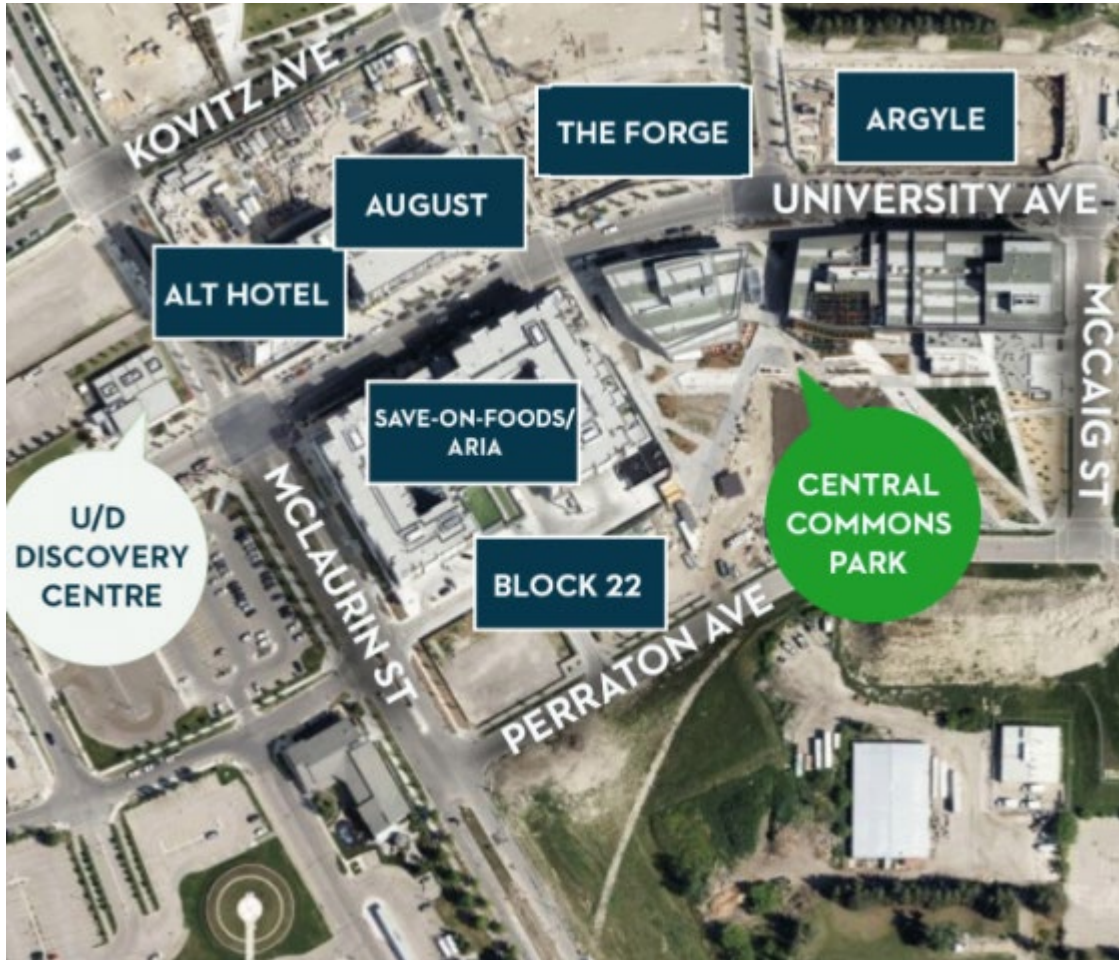 KOVITZ AVE
THE FORGE
ARGYLE
AUGUST
UNIVERSITY AVE
ALT HOTEL
MCCAIG ST
SAVE-ON-FOODS/
ARIA
U/D
DISCOVERY
CENTRE
MCLAURIN ST
CENTRAL
COMMONS
PARK
BLOCK 22
PERRATON AVE